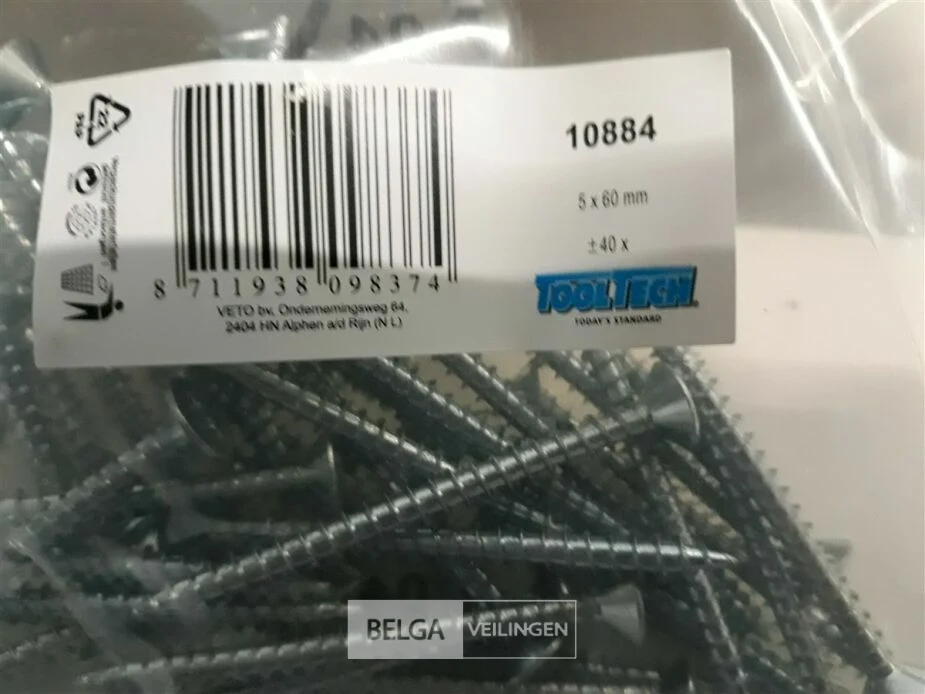 10884
5 x 60 mm
± 40 x
TOOLTECH
TODAY'S STANDARD
8 711938 098374
VETO bv. Ondernemingsweg 64,
2404 HN Alphen a/d Rijn (NL)
BELGA VEILINGEN